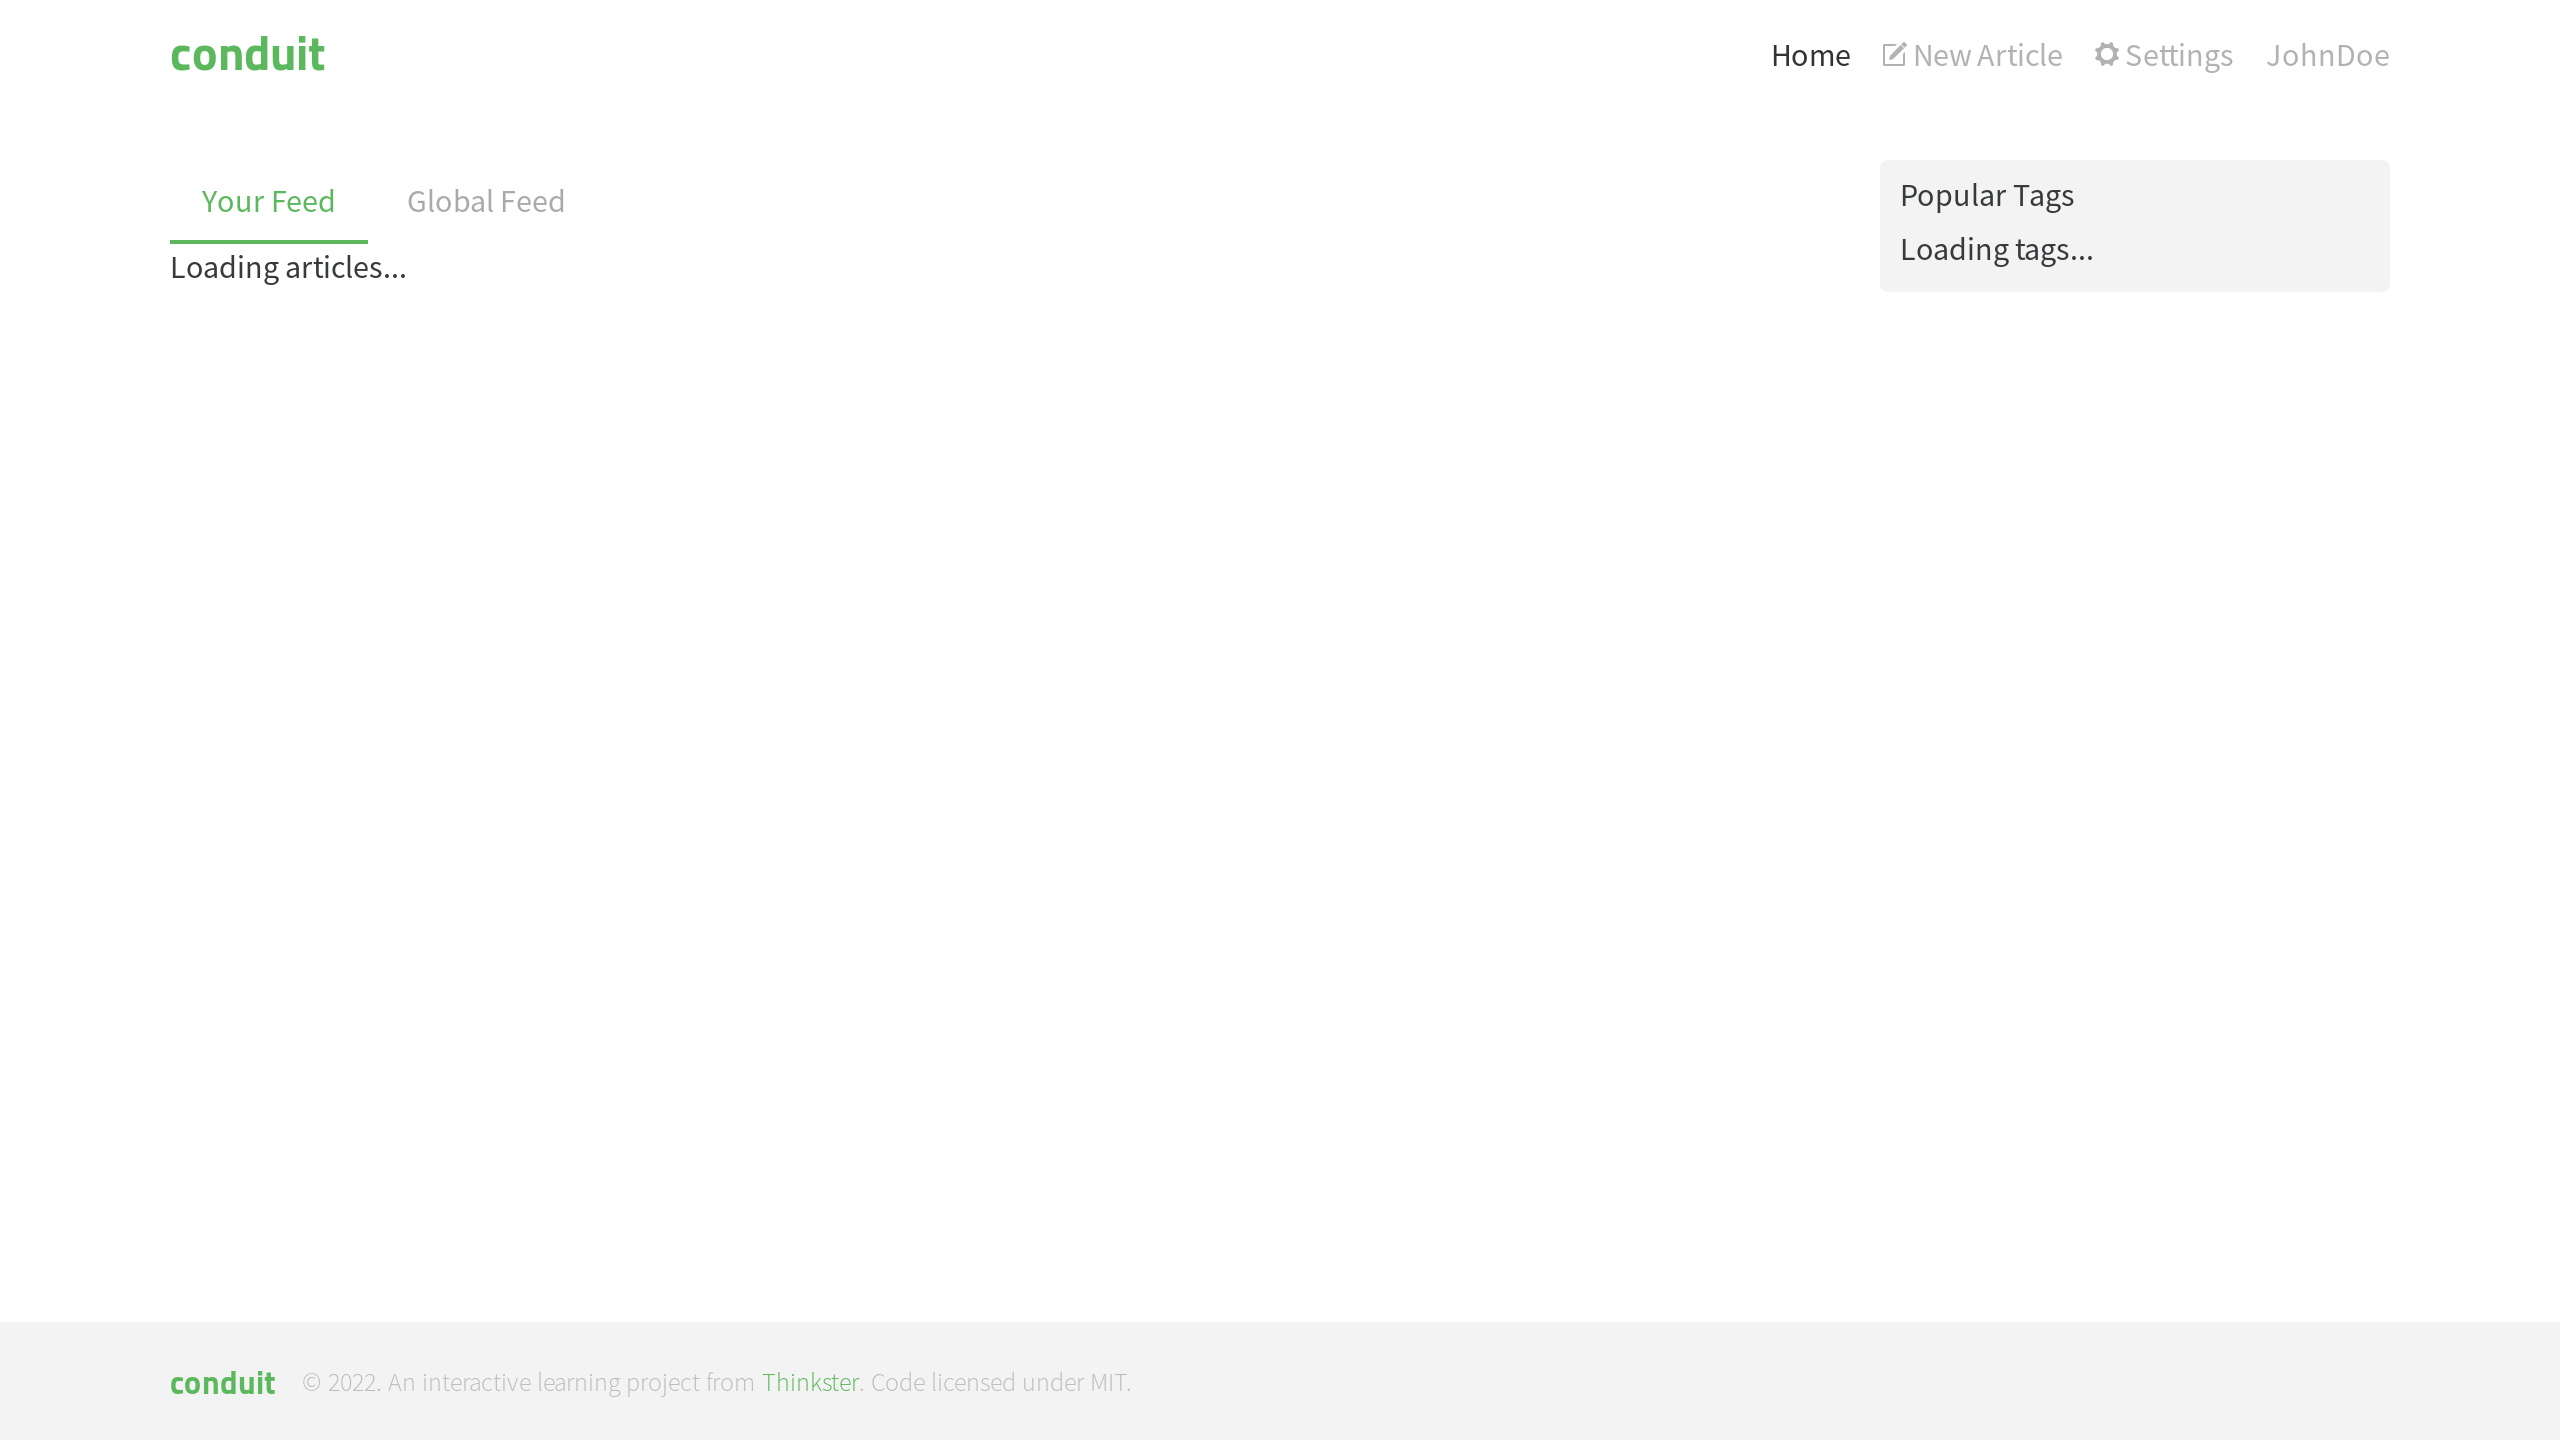 conduit
Home New Article Settings JohnDoe
Your Feed Global Feed
Loading articles...
Popular Tags
Loading tags...
conduit © 2022. An interactive learning project from Thinkster. Code licensed under MIT.